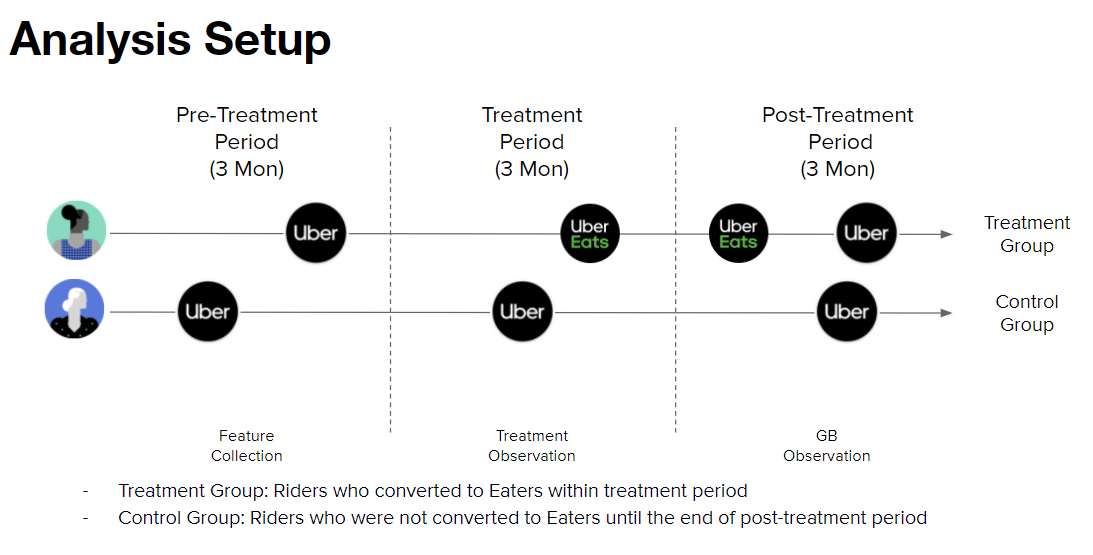 Analysis Setup
Pre-Treatment
Period
(3 Mon)
Treatment
Period
(3 Mon)
Post-Treatment
Period
(3 Mon)
Uber
Uber
Eats
Uber
Eats
Uber
Treatment
Group
Uber
Uber
Uber
Control
Group
Feature
Collection
Treatment
Observation
GB
Observation
- Treatment Group: Riders who converted to Eaters within treatment period
- Control Group: Riders who were not converted to Eaters until the end of post-treatment period